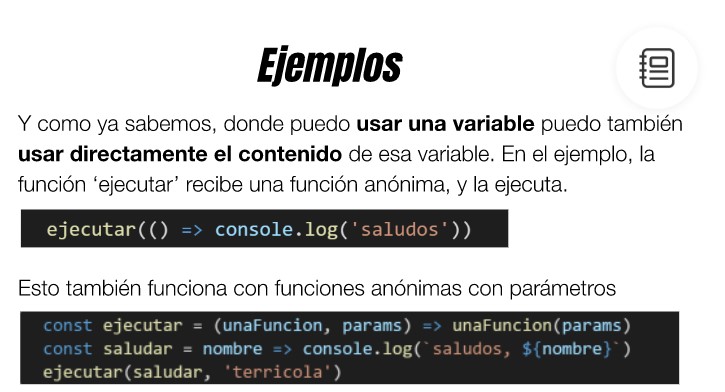 Ejemplos
Y como ya sabemos, donde puedo usar una variable puedo también
usar directamente el contenido de esa variable. En el ejemplo, la
función ‘ejecutar’ recibe una función anónima, y la ejecuta.
ejecutar(() => console.log('saludos'))
Esto también funciona con funciones anónimas con parámetros
const ejecutar = (unaFuncion, params) => unaFuncion(params)
const saludar = nombre => console.log(`saludos, ${nombre}`)
ejecutar(saludar, 'terricola')